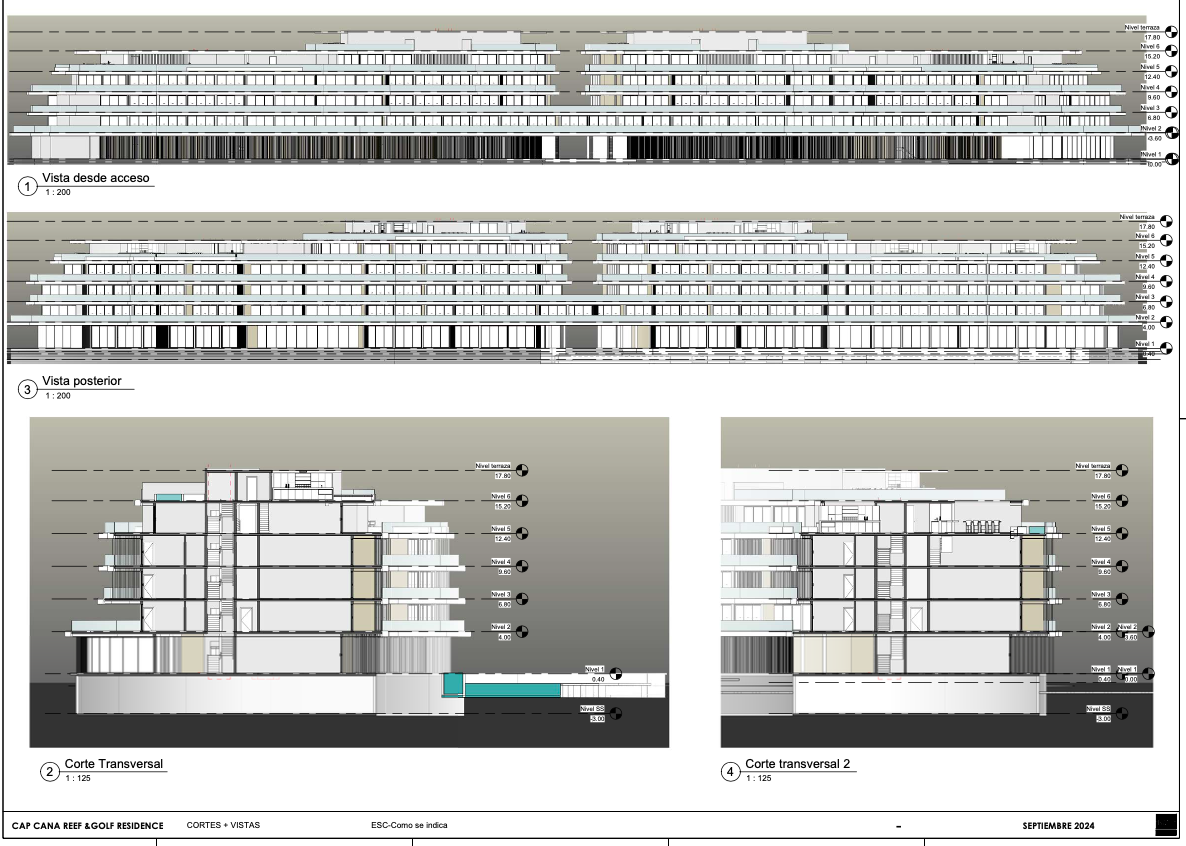 Nivel terraza
17.80
Nivel 6
15.20
Nivel 5
12.40
Nivel 4
9.60
Nivel 3
6.80
Nivel 2
-3.60
Nivel 1
1 Vista desde acceso
1 : 200
Nivel terraza
17.80
Nivel 6
15.20
Nivel 5
12.40
Nivel 4
9.60
Nivel 3
6.80
Nivel 2
4.00
Nivel 1
0.40
3 Vista posterior
1 : 200
Nivel terraza
17.80
Nivel 6
15.20
Nivel 5
12.40
Nivel 4
9.60
Nivel 3
6.80
Nivel 2
4.00
Nivel 1
0.40
Nivel SS
-3.00
2 Corte Transversal
1 : 125
Nivel terraza
17.80
Nivel 6
15.20
Nivel 5
12.40
Nivel 4
9.60
Nivel 3
6.80
Nivel 2 Nivel 2
4.00 3.60
Nivel 1 Nivel 1
0.40 0.00
Nivel SS
-3.00
4 Corte transversal 2
1 : 125
CAP CANA REEF &GOLF RESIDENCE CORTES + VISTAS ESC-Como se indica - SEPTIEMBRE 2024